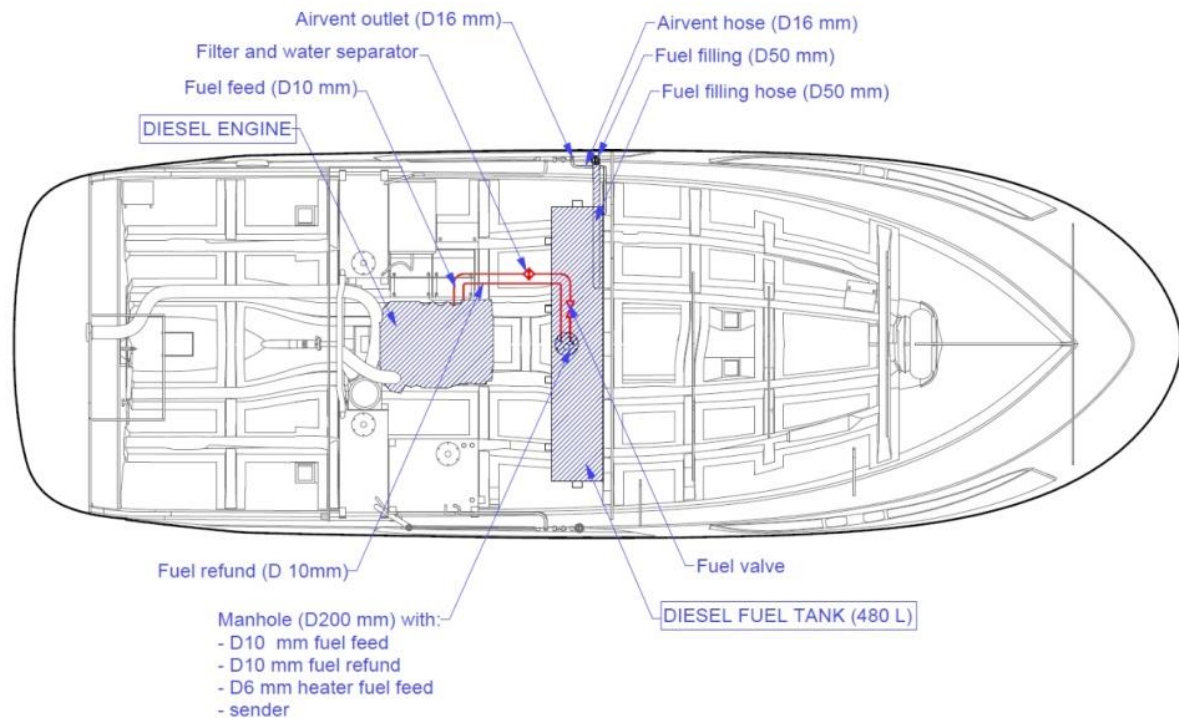 Airvent outlet (D16 mm)
Airvent hose (D16 mm)
Filter and water separator
Fuel filling (D50 mm)
Fuel feed (D10 mm)
Fuel filling hose (D50 mm)
DIESEL ENGINE
Fuel refund (D 10mm)
Fuel valve
Manhole (D200 mm) with:
DIESEL FUEL TANK (480 L)
- D10 mm fuel feed
- D10 mm fuel refund
- D6 mm heater fuel feed
- sender